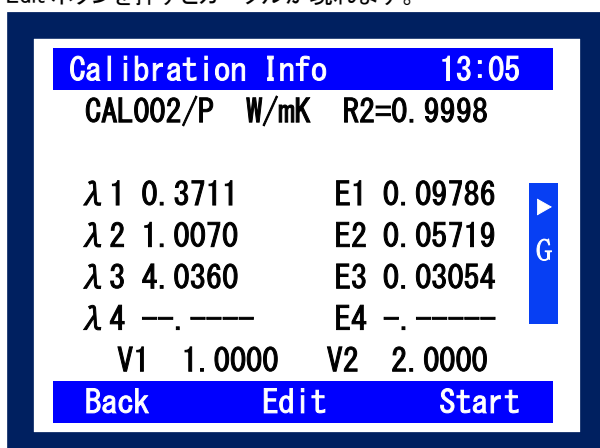 Editボタンを押すとカーソルが現れます。
Calibration Info 13:05
CAL002/P W/mK R2=0.9998
λ1 0.3711 E1 0.09786
λ2 1.0070 E2 0.05719
λ3 4.0360 E3 0.03054
λ4 --.---- E4 -.-----
▶
G
V1 1.0000 V2 2.0000
Back Edit Start